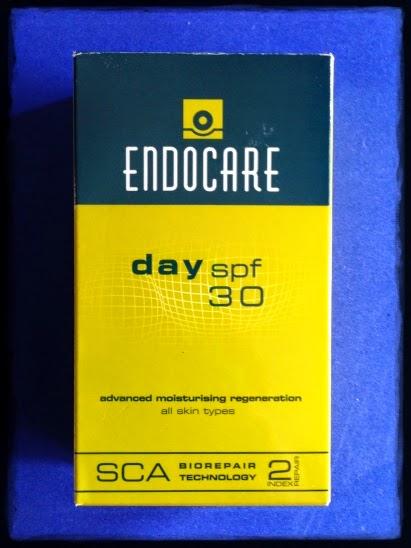 ENDOCARE
day spf
30
advanced moisturising regeneration
all skin types
SCA BIOREPAIR TECHNOLOGY 2 INDEX REPAIR